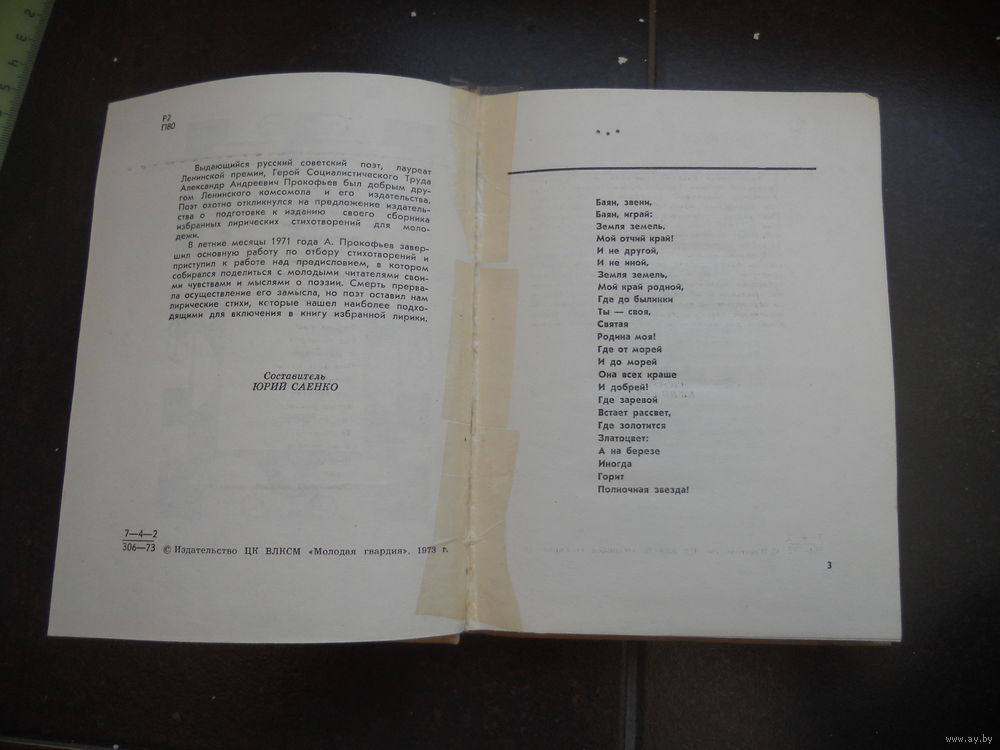 Р2
П80
Выдающийся русский советский поэт, лауреат
Ленинской премии, Герой Социалистического Труда
Александр Андреевич Прокофьев был добрым дру-
гом Ленинского комсомола и его издательства.
Поэт охотно откликнулся на предложение издатель-
ства о подготовке к изданию своего сборника
избранных лирических стихотворений для моло-
дежи.
В летние месяцы 1971 года А. Прокофьев завер-
шил основную работу по отбору стихотворений и
приступил к работе над предисловием, в котором
собирался поделиться с молодыми читателями свои-
ми чувствами и мыслями о поэзии. Смерть прерва-
ла осуществление его замысла, но поэт оставил нам
лирические стихи, которые нашел наиболее подхо-
дящими для включения в книгу избранной лирики.
Составитель
ЮРИЙ САЕНКО
7—4—2
306—73
© Издательство ЦК ВЛКСМ «Молодая гвардия». 1973 г.
* * *
Баян, звени,
Баян, играй:
Земля земель,
Мой отчий край!
И не другой,
И не иной,
Земля земель,
Мой край родной,
Где до былинки
Ты — своя,
Святая
Родина моя!
Где от морей
И до морей
Она всех краше
И добрей!
Где заревой
Встает рассвет,
Где золотится
Златоцвет:
А на березе
Иногда
Горит
Полночная звезда!
3
www.ay.by